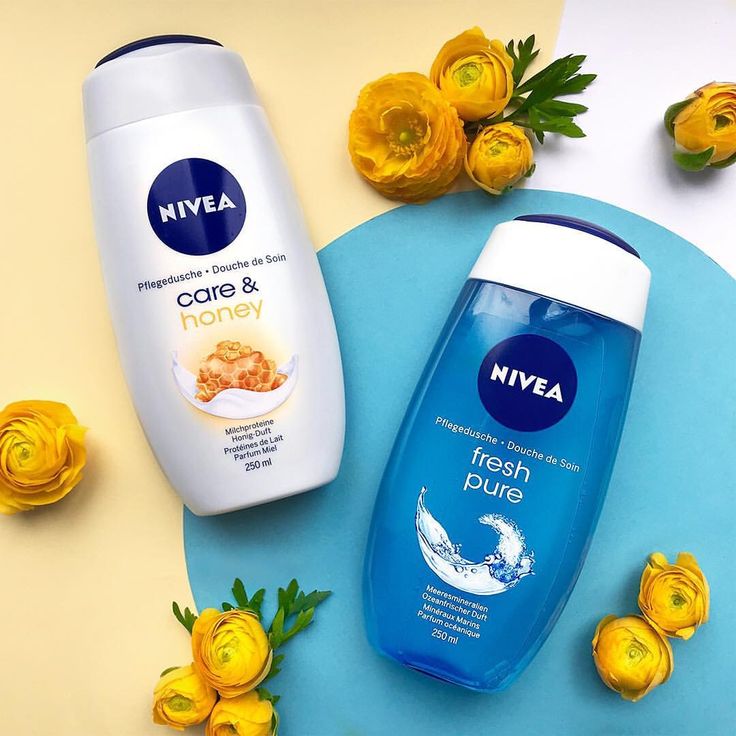 NIVEA
Pflegedusche • Douche de Soin
care &
honey
Milchproteine
Honig-Duft
Protéines de Lait
Parfum Miel
250 ml
NIVEA
Pflegedusche • Douche de Soin
fresh
pure
Meeresmineralien
Ozeanfrischer Duft
Minéraux Marins
Parfum océanique
250 ml